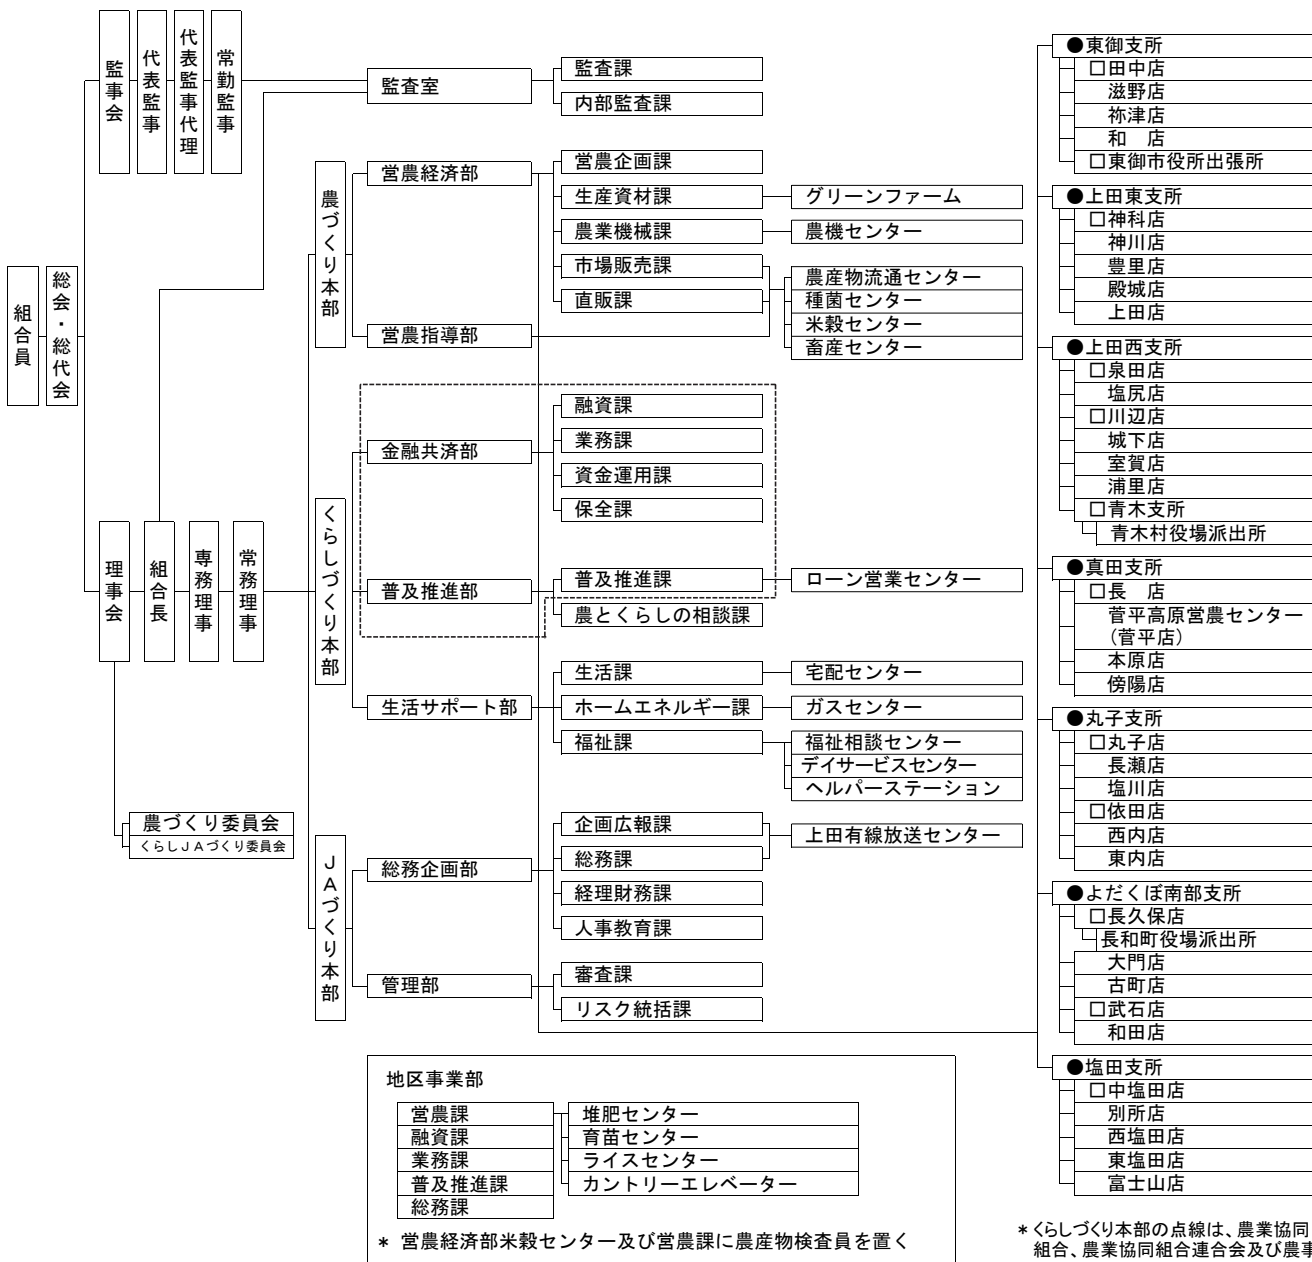 組合員
総会・総代会
監事会
代表監事
代表監事代理
常勤監事
監査室
監査課
内部監査課
理事会
組合長
専務理事
常務理事
農づくり委員会
くらしJAづくり委員会
農づくり本部
営農経済部
営農企画課
生産資材課
グリーンファーム
農業機械課
農機センター
市場販売課
直販課
農産物流通センター
種菌センター
米穀センター
畜産センター
営農指導部
くらしづくり本部
金融共済部
融資課
業務課
資金運用課
保全課
普及推進部
普及推進課
ローン営業センター
農とくらしの相談課
生活サポート部
生活課
宅配センター
ホームエネルギー課
ガスセンター
福祉課
福祉相談センター
デイサービスセンター
ヘルパーステーション
JAづくり本部
総務企画部
企画広報課
総務課
上田有線放送センター
経理財務課
人事教育課
管理部
審査課
リスク統括課
地区事業部
営農課
融資課
業務課
普及推進課
総務課
堆肥センター
育苗センター
ライスセンター
カントリーエレベーター
* 営農経済部米穀センター及び営農課に農産物検査員を置く
●東御支所
□田中店
滋野店
祢津店
和 店
□東御市役所出張所
●上田東支所
□神科店
神川店
豊里店
殿城店
上田店
●上田西支所
□泉田店
塩尻店
□川辺店
城下店
室賀店
浦里店
□青木支所
青木村役場派出所
●真田支所
□長 店
菅平高原営農センター
(菅平店)
本原店
傍陽店
●丸子支所
□丸子店
長瀬店
塩川店
□依田店
西内店
東内店
●よだくぼ南部支所
□長久保店
長和町役場派出所
大門店
古町店
□武石店
和田店
●塩田支所
□中塩田店
別所店
西塩田店
東塩田店
富士山店
*くらしづくり本部の点線は、農業協同
組合、農業協同組合連合会及び農事